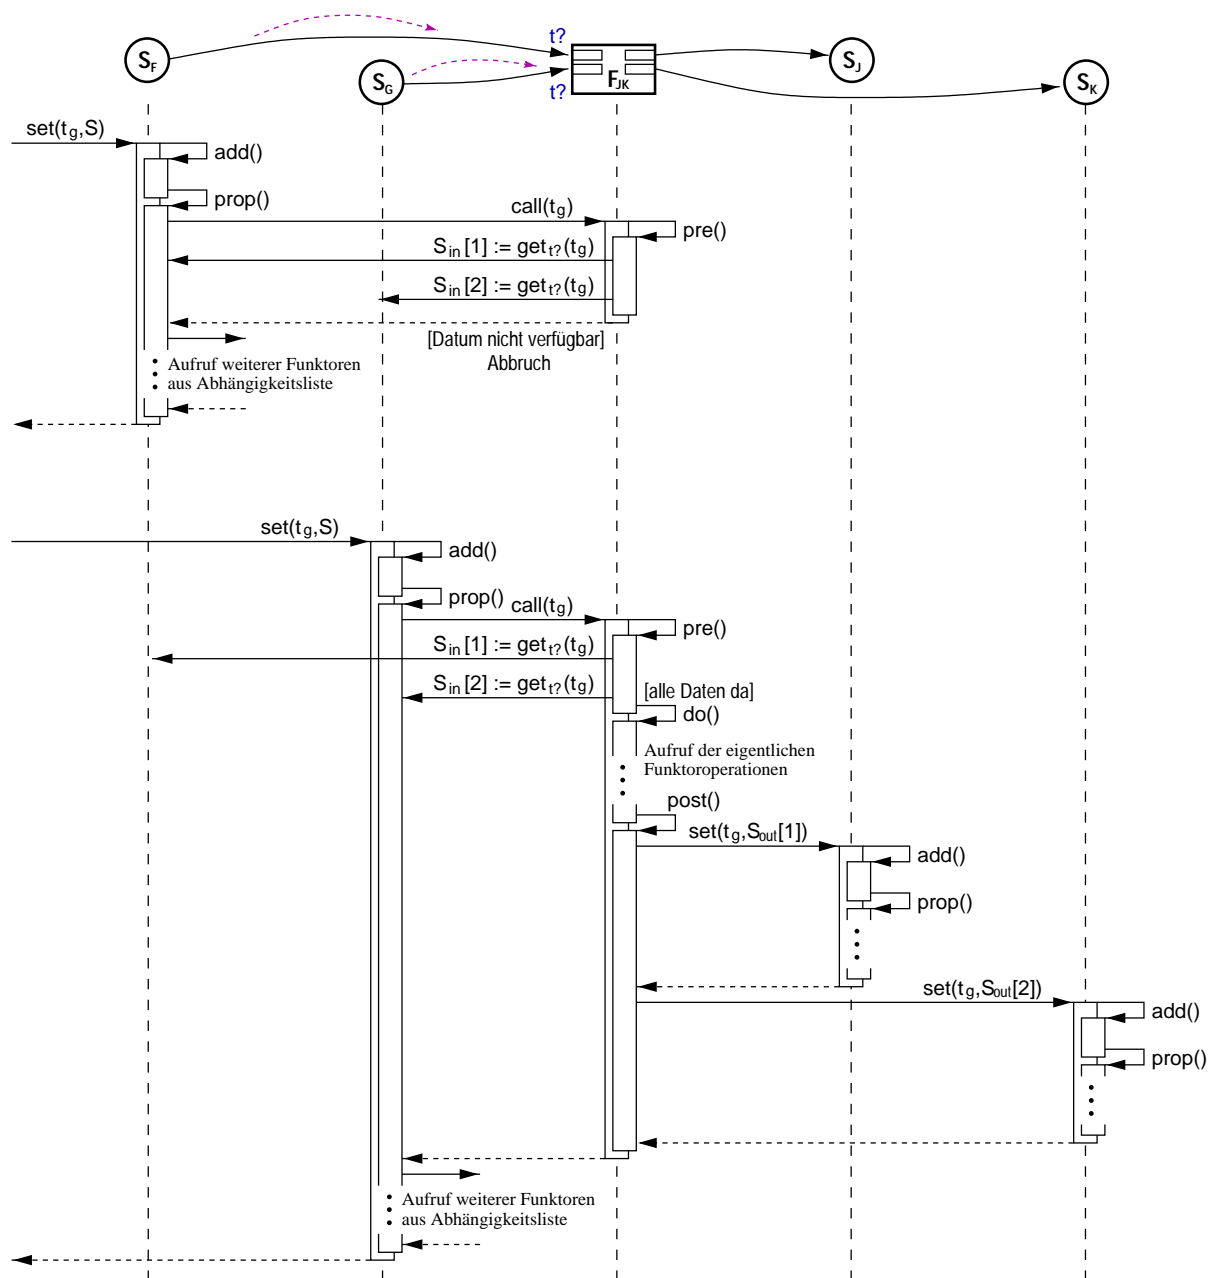 t?
S_F
S_J
S_G
F_JK
S_K
t?
set(t_g,S)
add()
prop()
call(t_g)
pre()
S_in[1] := get_t?(t_g)
S_in[2] := get_t?(t_g)
[Datum nicht verfügbar]
Abbruch
Aufruf weiterer Funktoren
aus Abhängigkeitsliste
set(t_g,S)
add()
prop()
call(t_g)
pre()
S_in[1] := get_t?(t_g)
S_in[2] := get_t?(t_g)
[alle Daten da]
do()
Aufruf der eigentlichen
Funktoroperationen
post()
set(t_g,S_out[1])
add()
prop()
set(t_g,S_out[2])
add()
prop()
Aufruf weiterer Funktoren
aus Abhängigkeitsliste